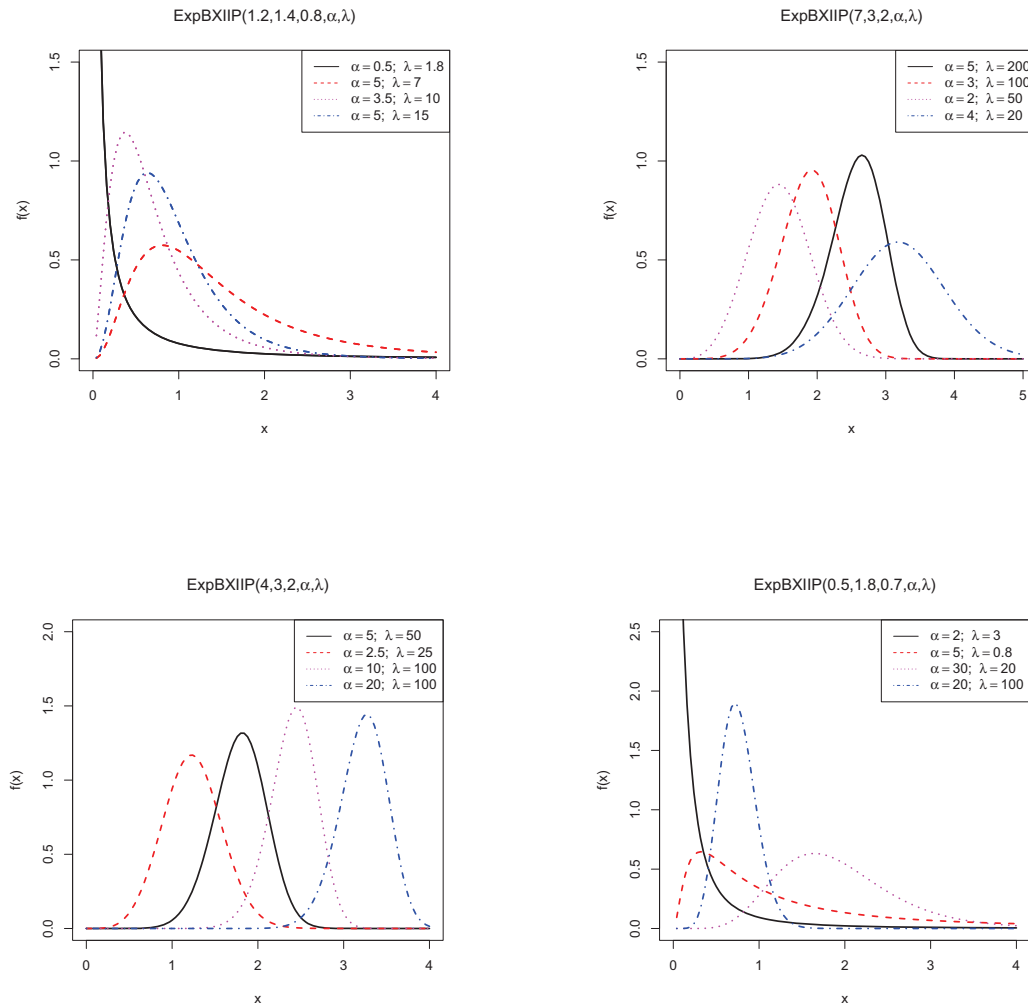 ExpBXIIP(1.2,1.4,0.8,α,λ)
α=0.5; λ=1.8
α=5; λ=7
α=3.5; λ=10
α=5; λ=15
f(x)
0.0 0.5 1.0 1.5
0 1 2 3 4
x
ExpBXIIP(7,3,2,α,λ)
α=5; λ=200
α=3; λ=100
α=2; λ=50
α=4; λ=20
f(x)
0.0 0.5 1.0 1.5
0 1 2 3 4 5
x
ExpBXIIP(4,3,2,α,λ)
α=5; λ=50
α=2.5; λ=25
α=10; λ=100
α=20; λ=100
f(x)
0.0 0.5 1.0 1.5 2.0
0 1 2 3 4
x
ExpBXIIP(0.5,1.8,0.7,α,λ)
α=2; λ=3
α=5; λ=0.8
α=30; λ=20
α=20; λ=100
f(x)
0.0 0.5 1.0 1.5 2.0 2.5
0 1 2 3 4
x